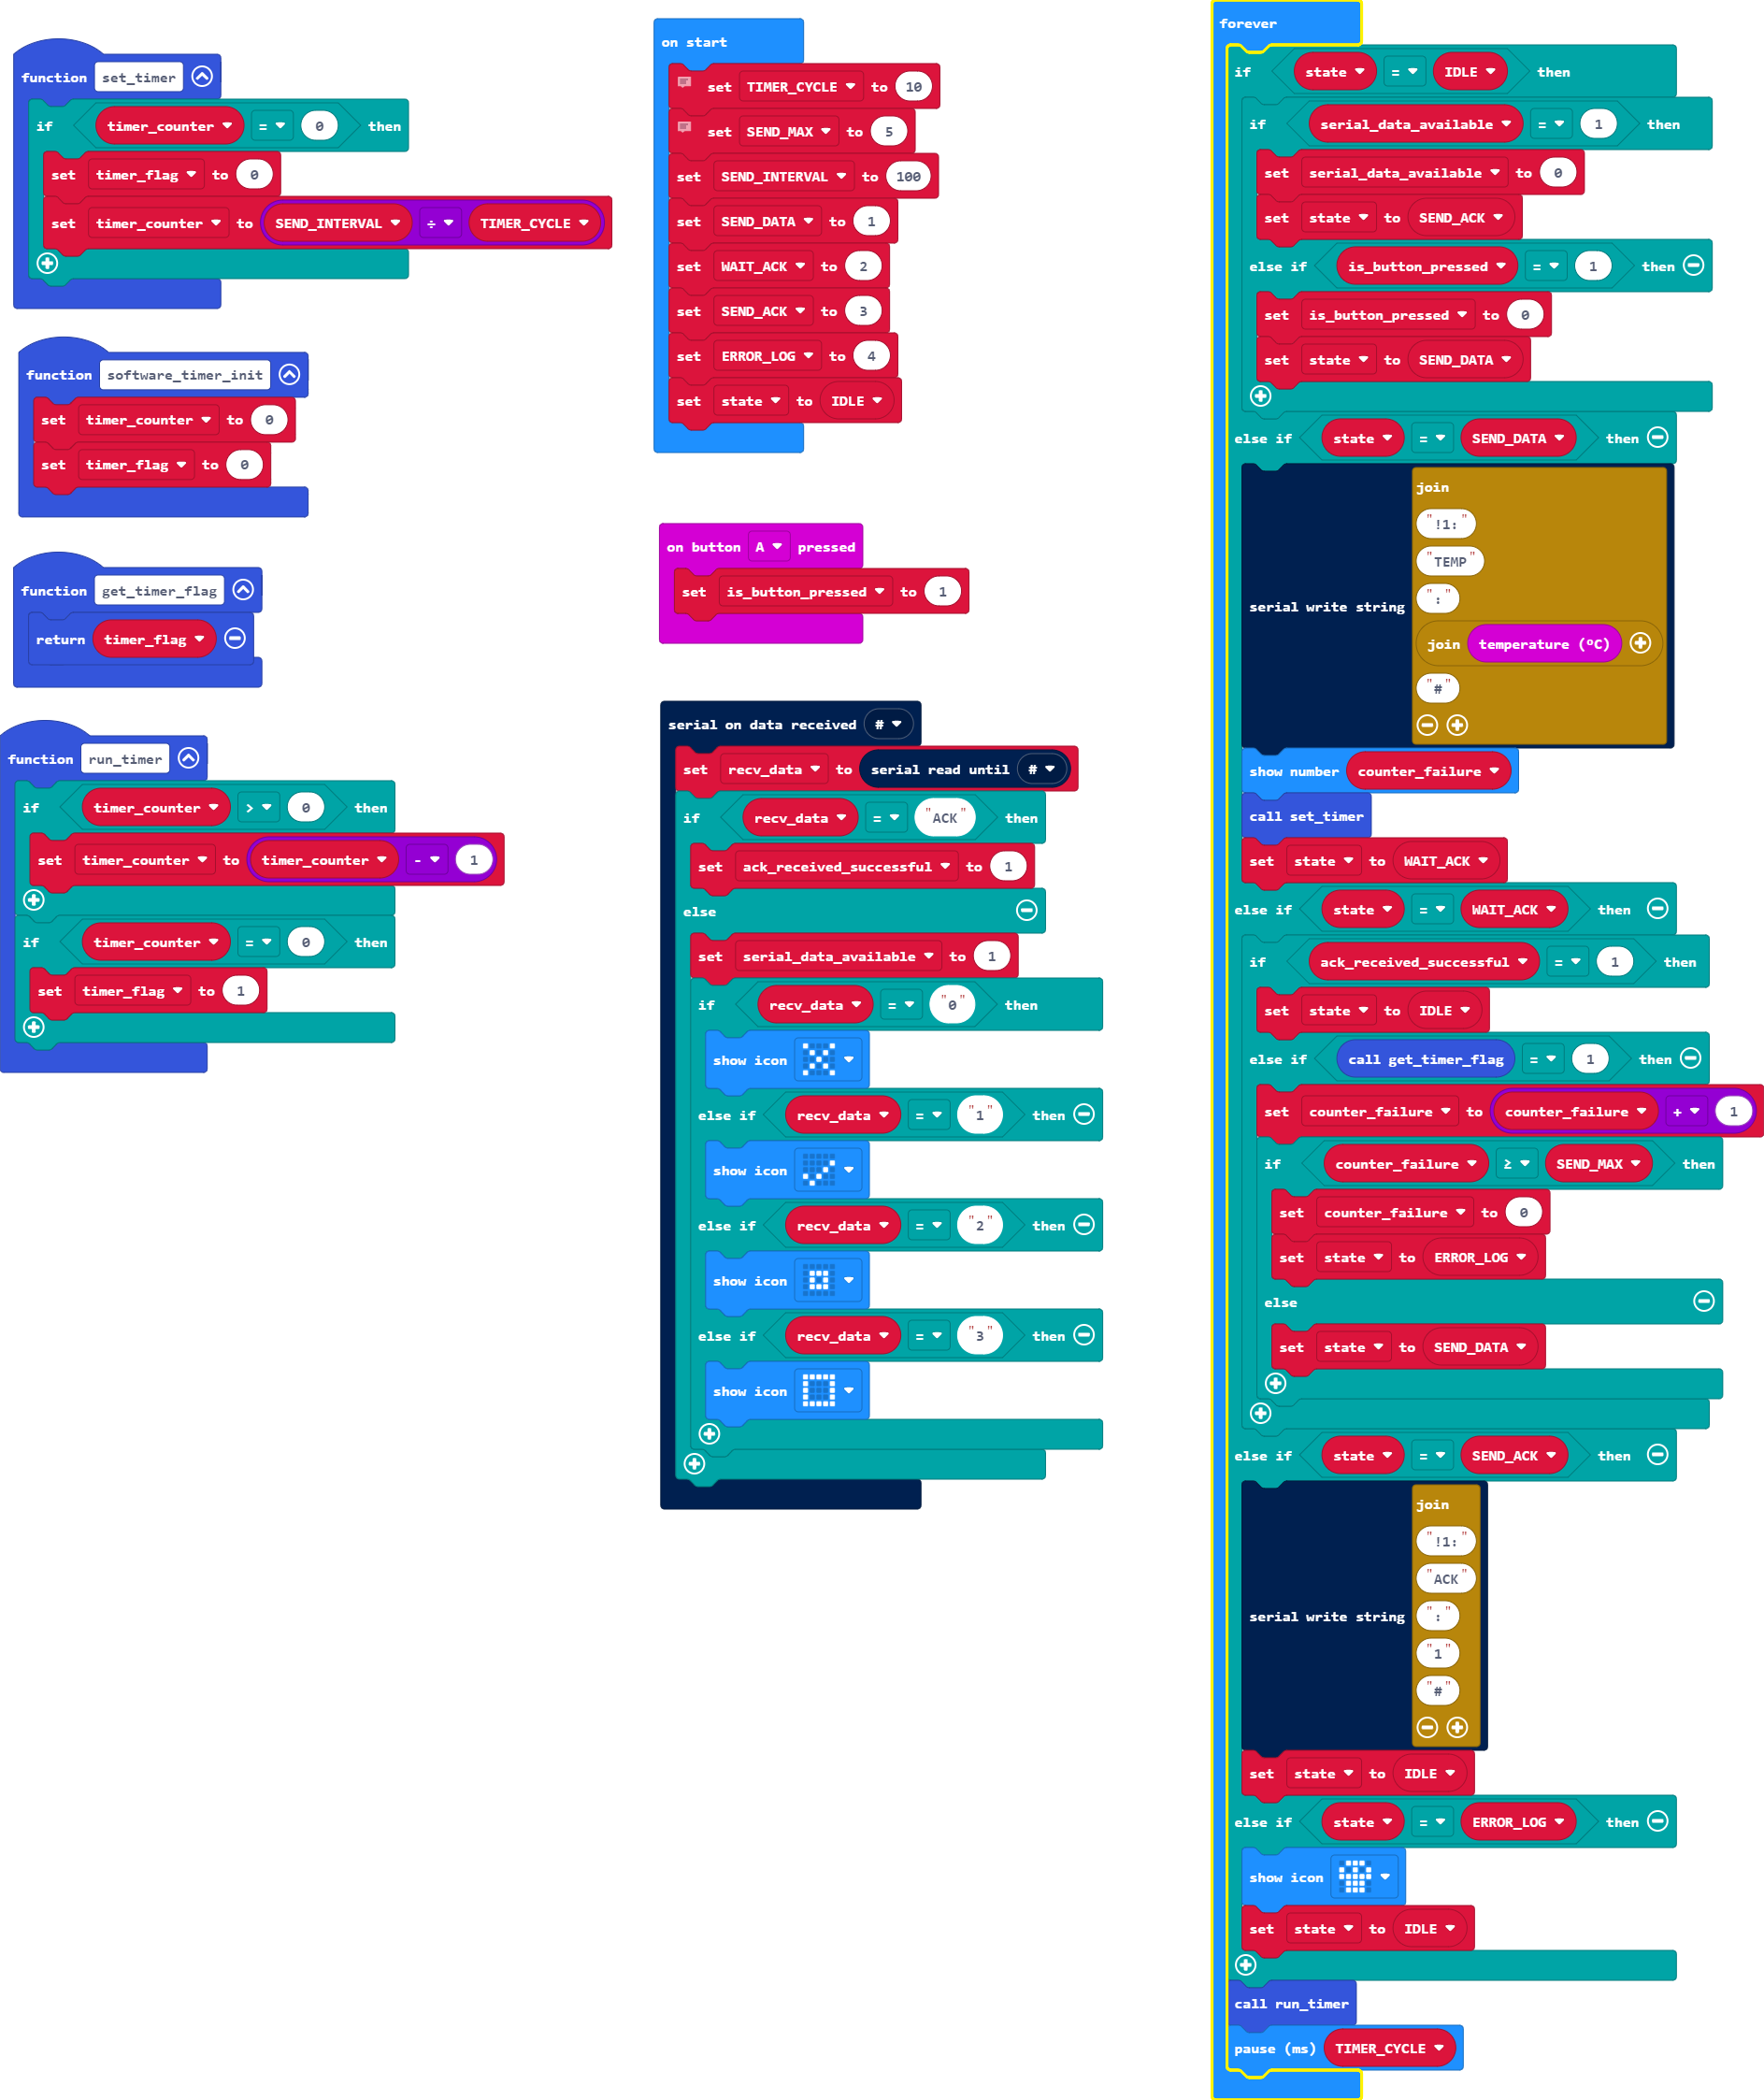 function set_timer
if timer_counter = 0 then
set timer_flag to 0
set timer_counter to SEND_INTERVAL ÷ TIMER_CYCLE
function software_timer_init
set timer_counter to 0
set timer_flag to 0
function get_timer_flag
return timer_flag
function run_timer
if timer_counter > 0 then
set timer_counter to timer_counter - 1
if timer_counter = 0 then
set timer_flag to 1
on start
set TIMER_CYCLE to 10
set SEND_MAX to 5
set SEND_INTERVAL to 100
set SEND_DATA to 1
set WAIT_ACK to 2
set SEND_ACK to 3
set ERROR_LOG to 4
set state to IDLE
on button A pressed
set is_button_pressed to 1
serial on data received #
set recv_data to serial read until #
if recv_data = "ACK" then
set ack_received_successful to 1
else
set serial_data_available to 1
if recv_data = "0" then
show icon
else if recv_data = "1" then
show icon
else if recv_data = "2" then
show icon
else if recv_data = "3" then
show icon
forever
if state = IDLE then
if serial_data_available = 1 then
set serial_data_available to 0
set state to SEND_ACK
else if is_button_pressed = 1 then
set is_button_pressed to 0
set state to SEND_DATA
else if state = SEND_DATA then
join
"!1:"
"TEMP"
":"
serial write string
join temperature (°C)
"#"
show number counter_failure
call set_timer
set state to WAIT_ACK
else if state = WAIT_ACK then
if ack_received_successful = 1 then
set state to IDLE
else if call get_timer_flag = 1 then
set counter_failure to counter_failure + 1
if counter_failure ≥ SEND_MAX then
set counter_failure to 0
set state to ERROR_LOG
else
set state to SEND_DATA
else if state = SEND_ACK then
join
"!1:"
"ACK"
":"
serial write string
"1"
"#"
set state to IDLE
else if state = ERROR_LOG then
show icon
set state to IDLE
call run_timer
pause (ms) TIMER_CYCLE